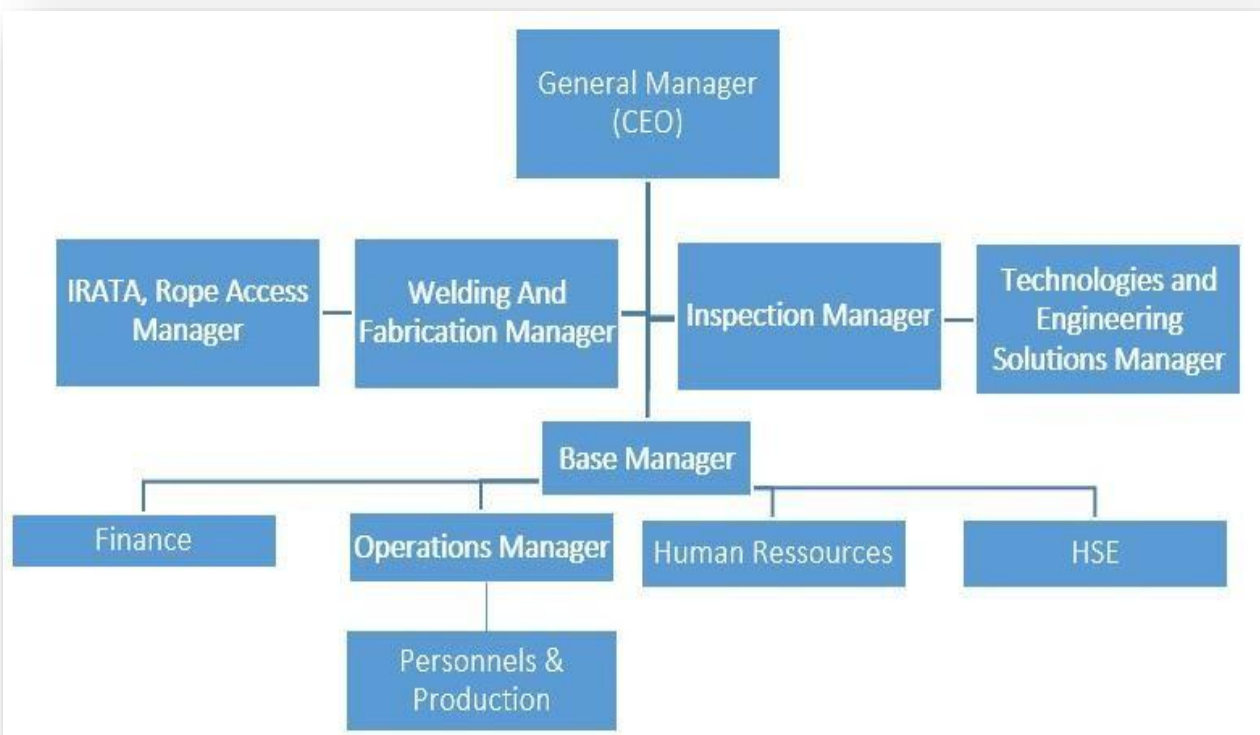 General Manager
(CEO)
IRATA, Rope Access
Manager
Welding And
Fabrication Manager
Inspection Manager
Technologies and
Engineering
Solutions Manager
Base Manager
Finance
Operations Manager
Human Ressources
HSE
Personnels &
Production